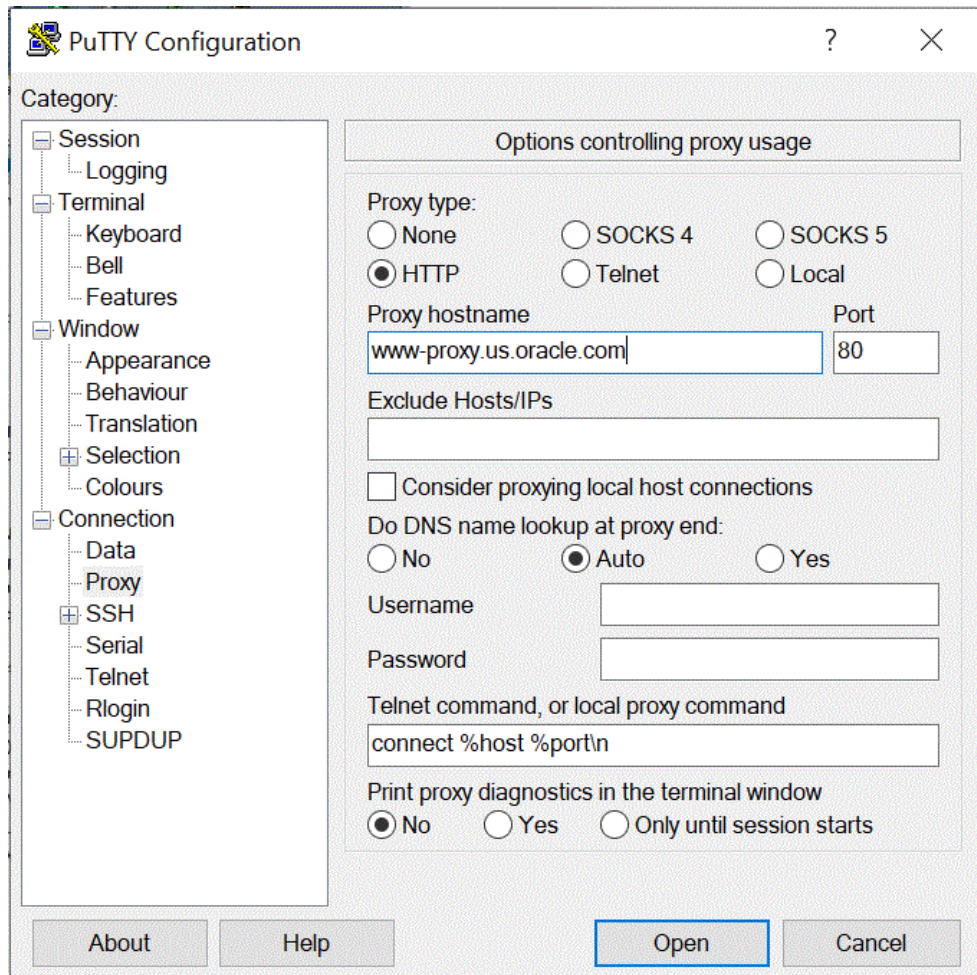 PuTTY Configuration
?
Category:
Session
Logging
Terminal
Keyboard
Bell
Features
Window
Appearance
Behaviour
Translation
Selection
Colours
Connection
Data
Proxy
SSH
Serial
Telnet
Rlogin
SUPDUP
Options controlling proxy usage
Proxy type:
None SOCKS 4 SOCKS 5
HTTP Telnet Local
Proxy hostname Port
www-proxy.us.oracle.com 80
Exclude Hosts/IPs
Consider proxying local host connections
Do DNS name lookup at proxy end:
No Auto Yes
Username
Password
Telnet command, or local proxy command
connect %host %port\n
Print proxy diagnostics in the terminal window
No Yes Only until session starts
About Help Open Cancel